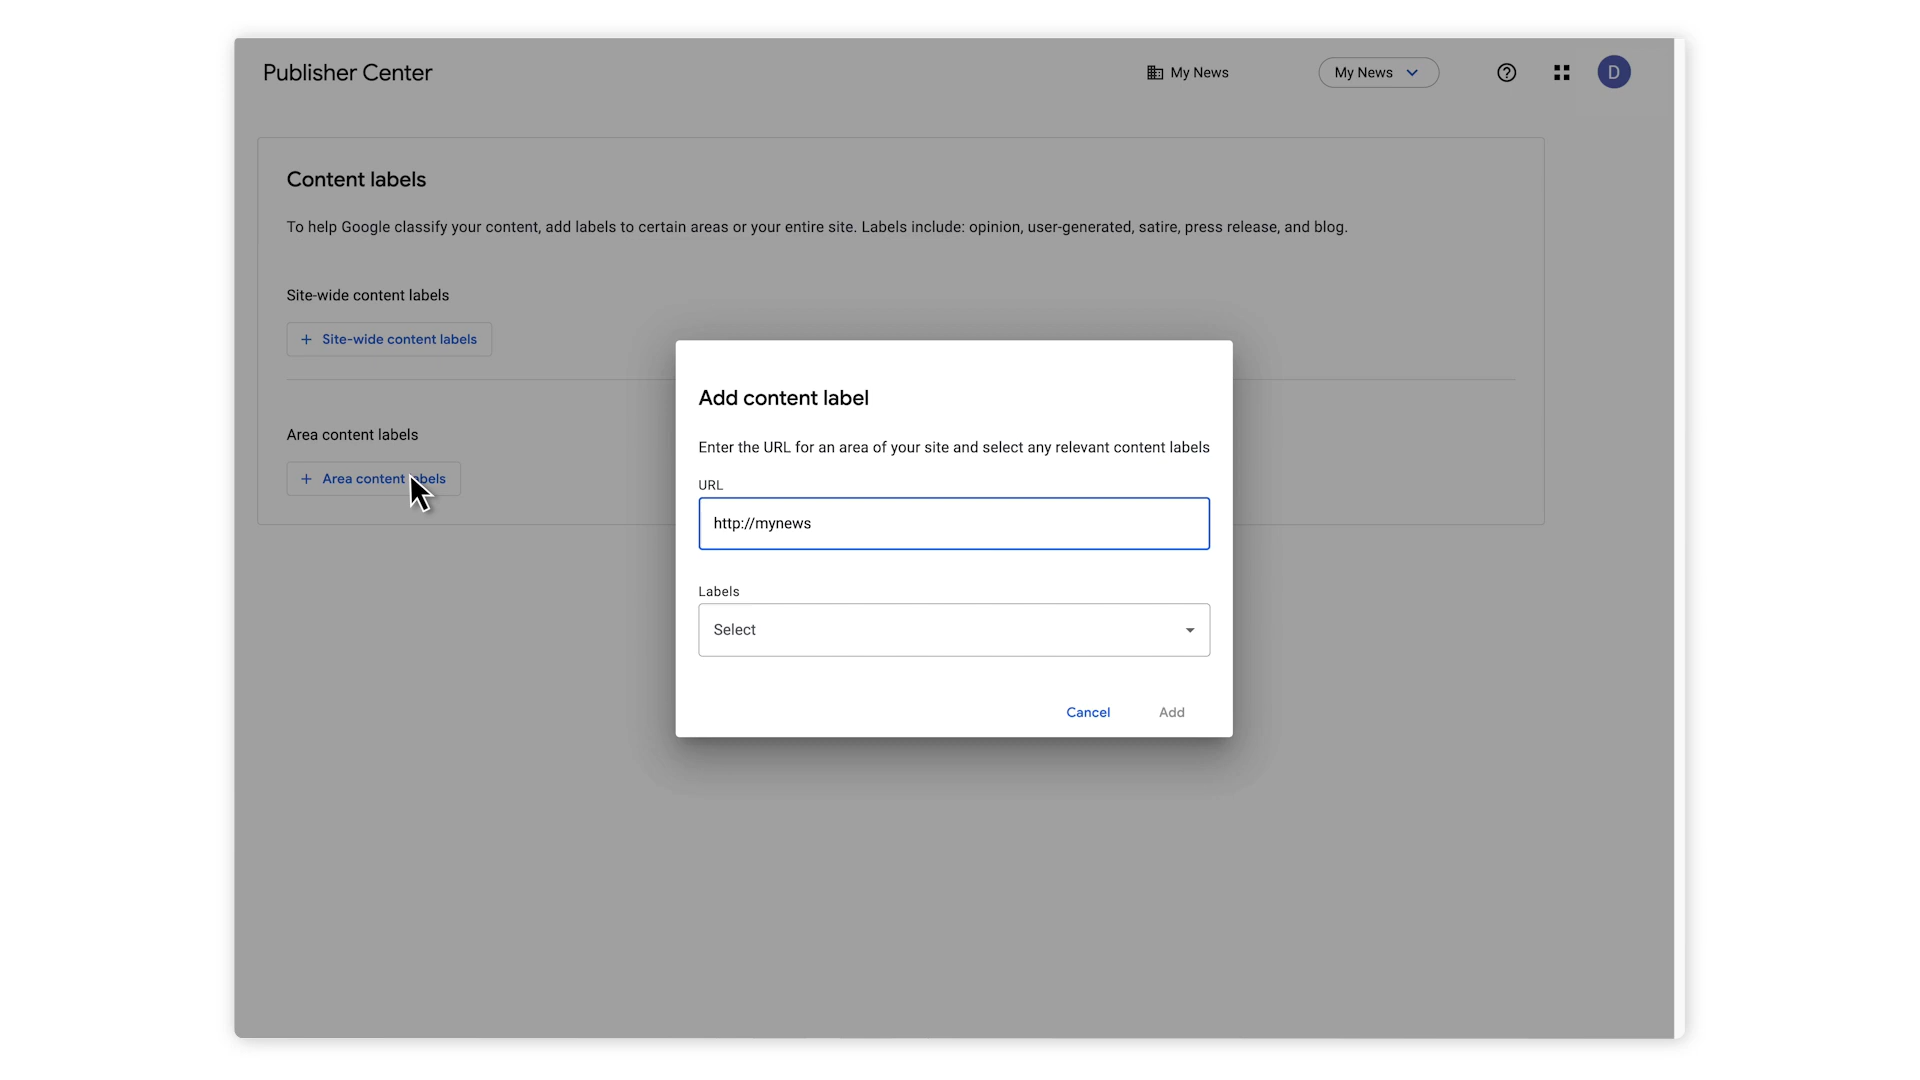 Publisher Center
My News
My News
D
Content labels
To help Google classify your content, add labels to certain areas or your entire site. Labels include: opinion, user-generated, satire, press release, and blog.
Site-wide content labels
+ Site-wide content labels
Area content labels
+ Area content labels
Add content label
Enter the URL for an area of your site and select any relevant content labels
URL
http://mynews
Labels
Select
Cancel
Add